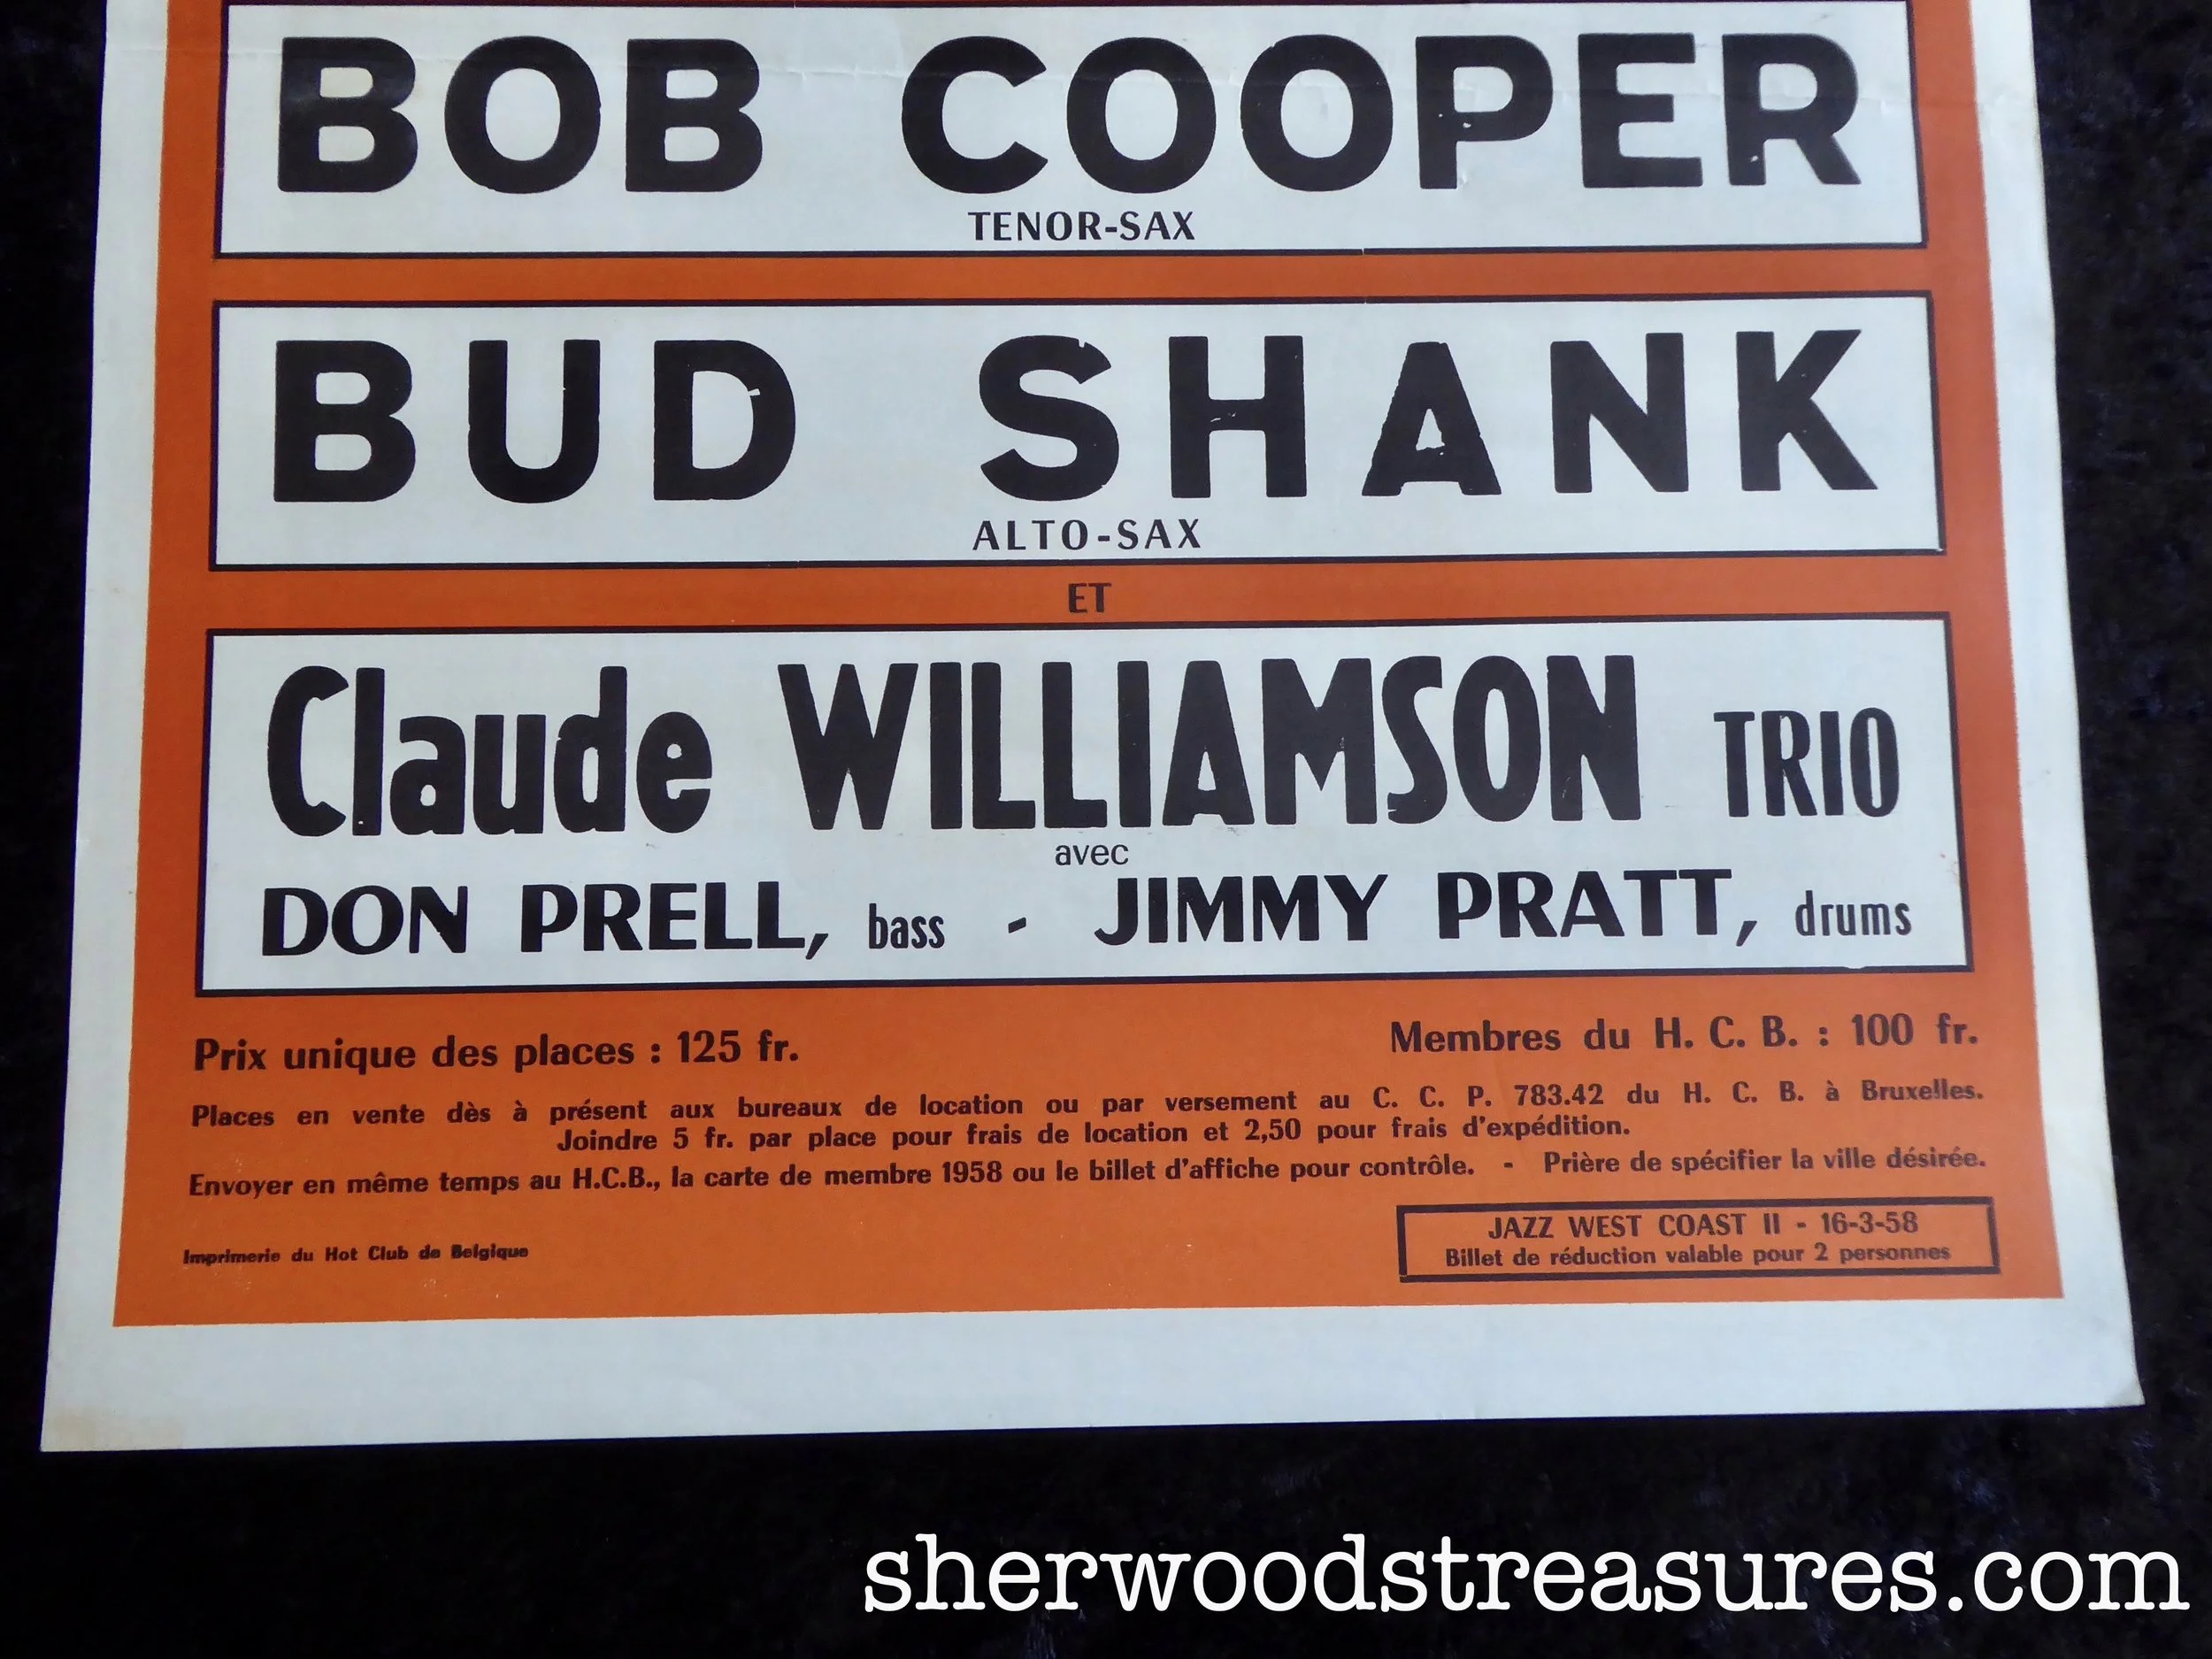 BOB COOPER
TENOR-SAX
BUD SHANK
ALTO-SAX
ET
Claude WILLIAMSON TRIO
avec
DON PRELL, bass - JIMMY PRATT, drums
Prix unique des places : 125 fr. Membres du H. C. B. : 100 fr.
Places en vente dès à présent aux bureaux de location ou par versement au C. C. P. 783.42 du H. C. B. à Bruxelles.
Joindre 5 fr. par place pour frais de location et 2,50 pour frais d'expédition.
Envoyer en même temps au H.C.B., la carte de membre 1958 ou le billet d'affiche pour contrôle. - Prière de spécifier la ville désirée.
JAZZ WEST COAST II - 16-3-58
Billet de réduction valable pour 2 personnes
Imprimerie du Hot Club de Belgique
sherwoodstreasures.com